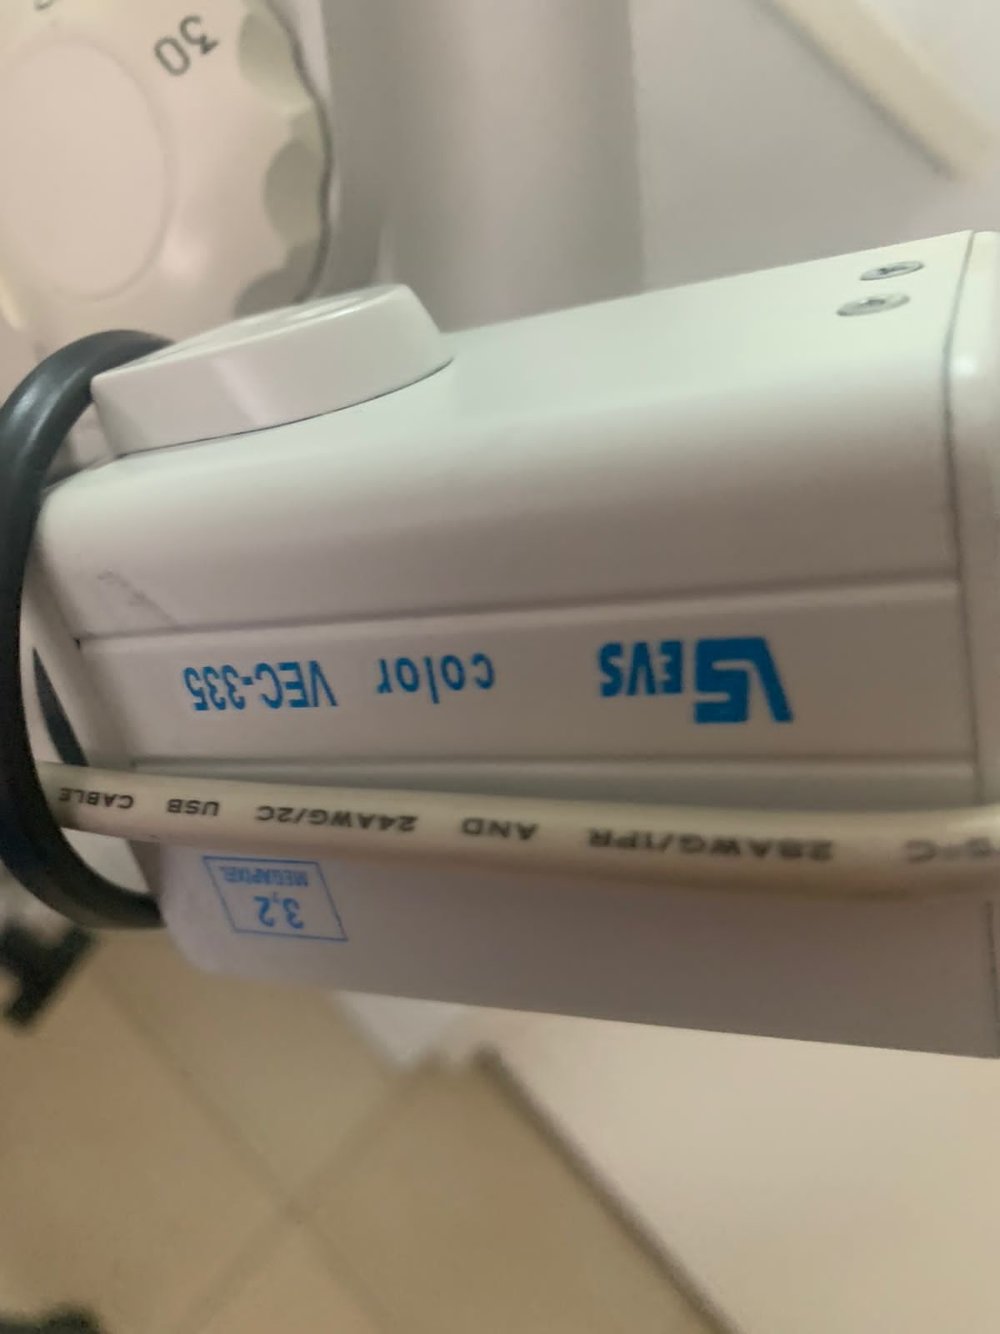 30
EVS color VEC-335
28AWG/1PR AND 24AWG/2C USB CABLE
3,2
MEGAPIXEL